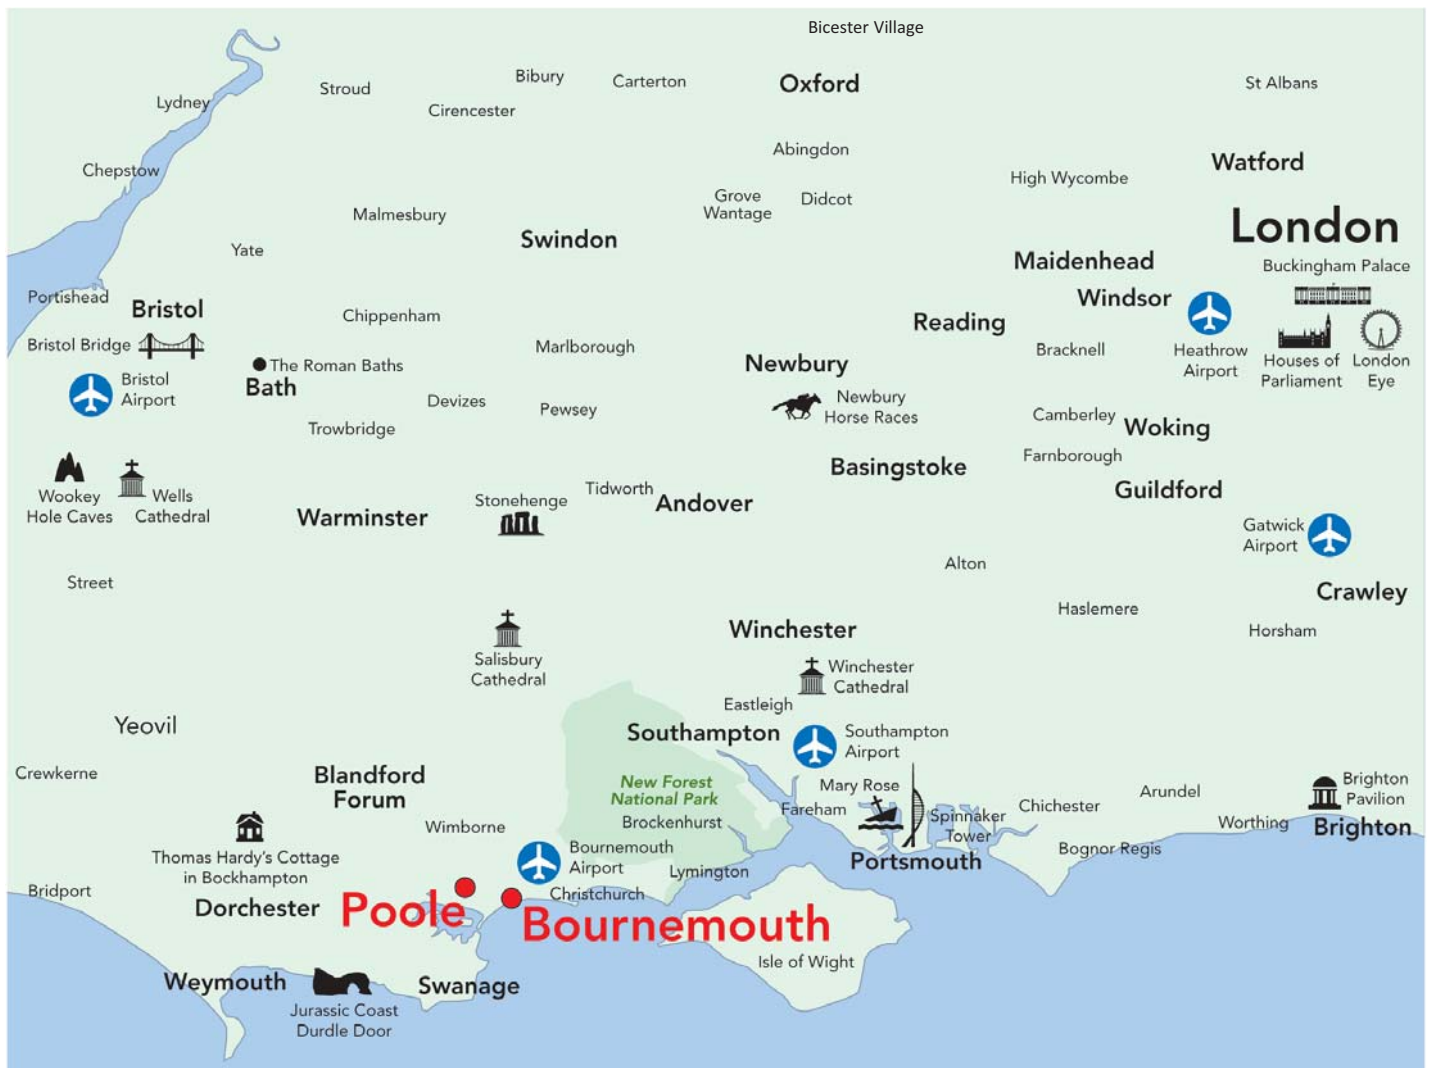 Bicester Village
Bibury
Carterton
Oxford
St Albans
Stroud
Lydney
Cirencester
Abingdon
Watford
Chepstow
High Wycombe
Grove
Wantage
Didcot
Malmesbury
London
Swindon
Yate
Maidenhead
Buckingham Palace
Windsor
Portishead
Bristol
Chippenham
Reading
Bristol Bridge
Marlborough
Bracknell
Heathrow
Airport
Houses of
Parliament
London
Eye
The Roman Baths
Newbury
Bath
Bristol
Airport
Devizes
Pewsey
Newbury
Horse Races
Camberley
Woking
Trowbridge
Farnborough
Basingstoke
Wookey
Hole Caves
Wells
Cathedral
Stonehenge
Tidworth
Andover
Guildford
Warminster
Gatwick
Airport
Alton
Street
Crawley
Haslemere
Winchester
Horsham
Salisbury
Cathedral
Winchester
Cathedral
Eastleigh
Yeovil
Southampton
Southampton
Airport
Crewkerne
Blandford
Forum
New Forest
National Park
Mary Rose
Arundel
Brighton
Pavilion
Fareham
Chichester
Spinnaker
Tower
Brockenhurst
Wimborne
Worthing
Brighton
Thomas Hardy's Cottage
in Bockhampton
Bournemouth
Airport
Bognor Regis
Portsmouth
Lymington
Bridport
Christchurch
Dorchester
Poole
Bournemouth
Isle of Wight
Weymouth
Swanage
Jurassic Coast
Durdle Door